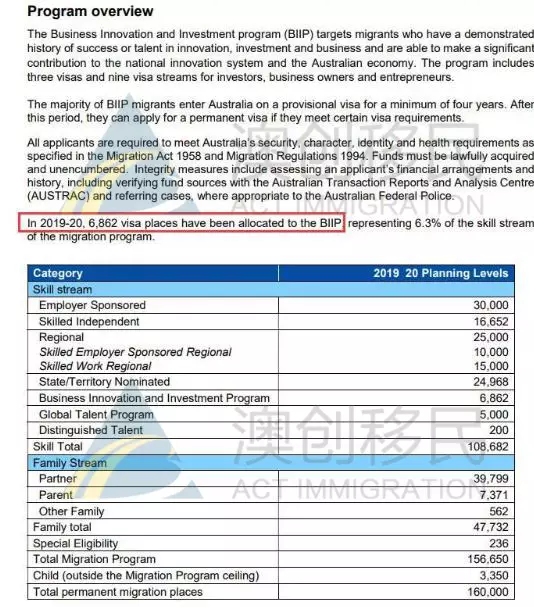 Program overview
The Business Innovation and Investment program (BIIP) targets migrants who have a demonstrated
history of success or talent in innovation, investment and business and are able to make a significant
contribution to the national innovation system and the Australian economy. The program includes
three visas and nine visa streams for investors, business owners and entrepreneurs.
The majority of BIIP migrants enter Australia on a provisional visa for a minimum of four years. After
this period, they can apply for a permanent visa if they meet certain visa requirements.
All applicants are required to meet Australia's security, character, identity and health requirements as
specified in the Migration Act 1958 and Migration Regulations 1994. Funds must be lawfully acquired
and unencumbered. Integrity measures include assessing an applicant's financial arrangements and
history, including verifying fund sources with the Australian Transaction Reports and Analysis Centre
(AUSTRAC) and referring cases, where appropriate to the Australian Federal Police.
In 2019-20, 6,862 visa places have been allocated to the BIIP, representing 6.3% of the skill stream
of the migration program.
澳创移民
ACT IMMIGRATION
Category 2019 20 Planning Levels
Skill stream
Employer Sponsored 30,000
Skilled Independent 16,652
Regional 25,000
Skilled Employer Sponsored Regional 10,000
Skilled Work Regional 15,000
State/Territory Nominated 24,968
Business Innovation and Investment Program 6,862
Global Talent Program 5,000
Distinguished Talent 200
Skill Total 108,682
Family Stream
Partner 39,799
Parent 7,371
Other Family 562
Family total 47,732
Special Eligibility 236
Total Migration Program 156,650
Child (outside the Migration Program ceiling) 3,350
Total permanent migration places 160,000
澳创移民
ACT IMMIGRATION